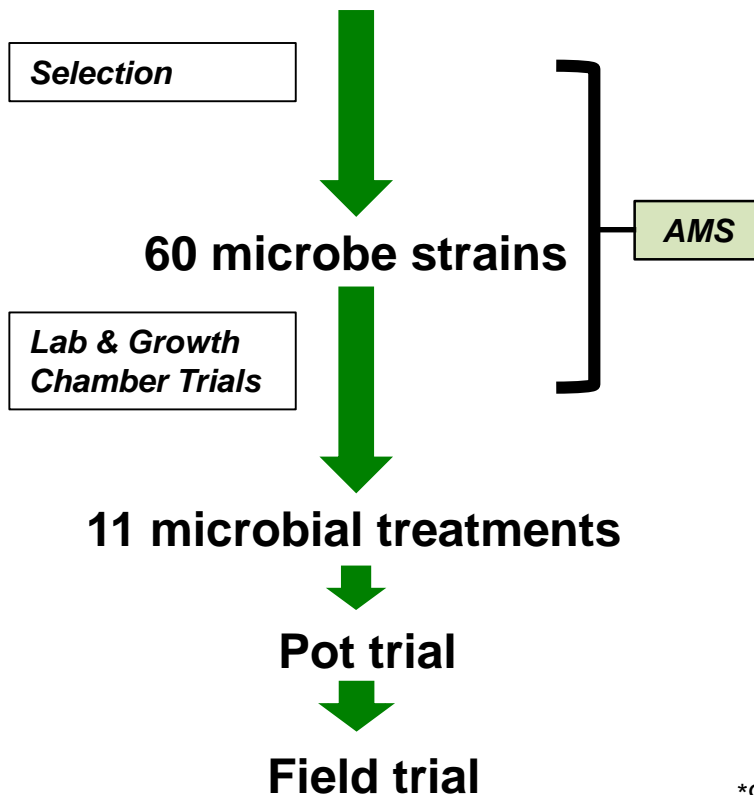 Selection
AMS
60 microbe strains
Lab & Growth
Chamber Trials
11 microbial treatments
Pot trial
Field trial